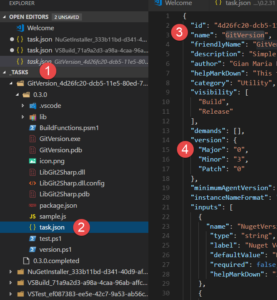 OPEN EDITORS 2 UNSAVED
Welcome
task.json NuGetInstaller_333b11bd-d341-4...
task.json VSBuild_71a9a2d3-a98a-4caa-96a...
task.json GitVersion_4d26fc20-dcb5-11e5-...
1
_TASKS
GitVersion_4d26fc20-dcb5-11e5-80ed-7...
0.3.0
.vscode
lib
BuildFunctions.psm1
GitVersion.exe
GitVersion.pdb
icon.png
LibGit2Sharp.dll
LibGit2Sharp.dll.config
LibGit2Sharp.pdb
package.json
sample.js
task.json 2
test.ps1
version.ps1
0.3.0.completed
NuGetInstaller_333b11bd-d341-40d9-af...
VSBuild_71a9a2d3-a98a-4caa-96ab-affc...
VSTest_ef087383-ee5e-42c7-9a53-ab56c...
Welcome
task.json
1 {
"id": "4d26fc20-dcb5-1
3 "name": "GitVersion",
"friendlyName": "GitVe
"description": "Simple
"author": "Gian Maria
"helpMarkDown": "This
"category": "Utility",
"visibility": [
"Build",
"Release"
],
"demands": [],
"version": {
4 "Major": "0",
"Minor": "3",
"Patch": "0"
},
"minimumAgentVersion":
"instanceNameFormat":
"inputs": [
{
"name": "NugetVers
"type": "string",
"label": "Nuget V
"defaultValue": "
"required": false
"helpMarkDown":
},